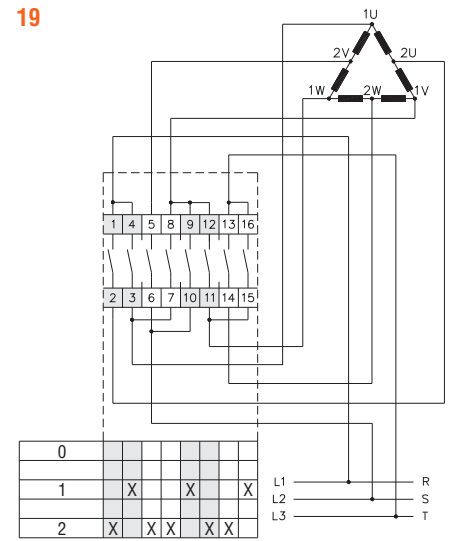 19
1U
2V 2U
1W 2W 1V
1 4 5 8 9 12 13 16
2 3 6 7 10 11 14 15
0
1 X X X
2 X X X X X
L1 R
L2 S
L3 T